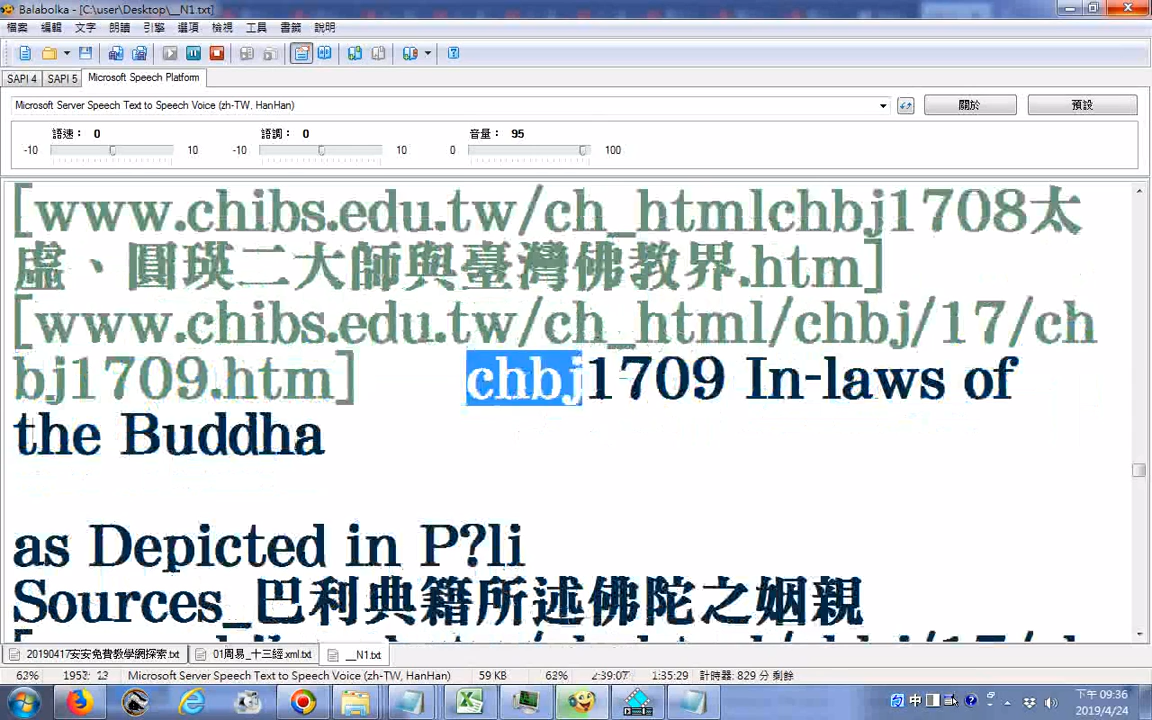 Balabolka - [C:\user\Desktop\__N1.txt]
檔案 編輯 文字 朗讀 引擎 選項 檢視 工具 書籤 說明
SAPI 4 SAPI 5 Microsoft Speech Platform
Microsoft Server Speech Text to Speech Voice (zh-TW, HanHan) 關於 預設
語速: 0 語調: 0 音量: 95
-10 10 -10 10 0 100
[www.chibs.edu.tw/ch_htmlchbj1708太
虛、圓瑛二大師與臺灣佛教界.htm]
[www.chibs.edu.tw/ch_html/chbj/17/ch
bj1709.htm] chbj1709 In-laws of
the Buddha
as Depicted in P?li
Sources_巴利典籍所述佛陀之姻親
20190417安安免費教學網探索.txt 01周易_十三經.xml.txt __N1.txt
63% 1957: 13 Microsoft Server Speech Text to Speech Voice (zh-TW, HanHan) 59 KB 62% 2:39:07 1:35:29 計時器: 829 分 剩餘
中 下午 09:36
2019/4/24